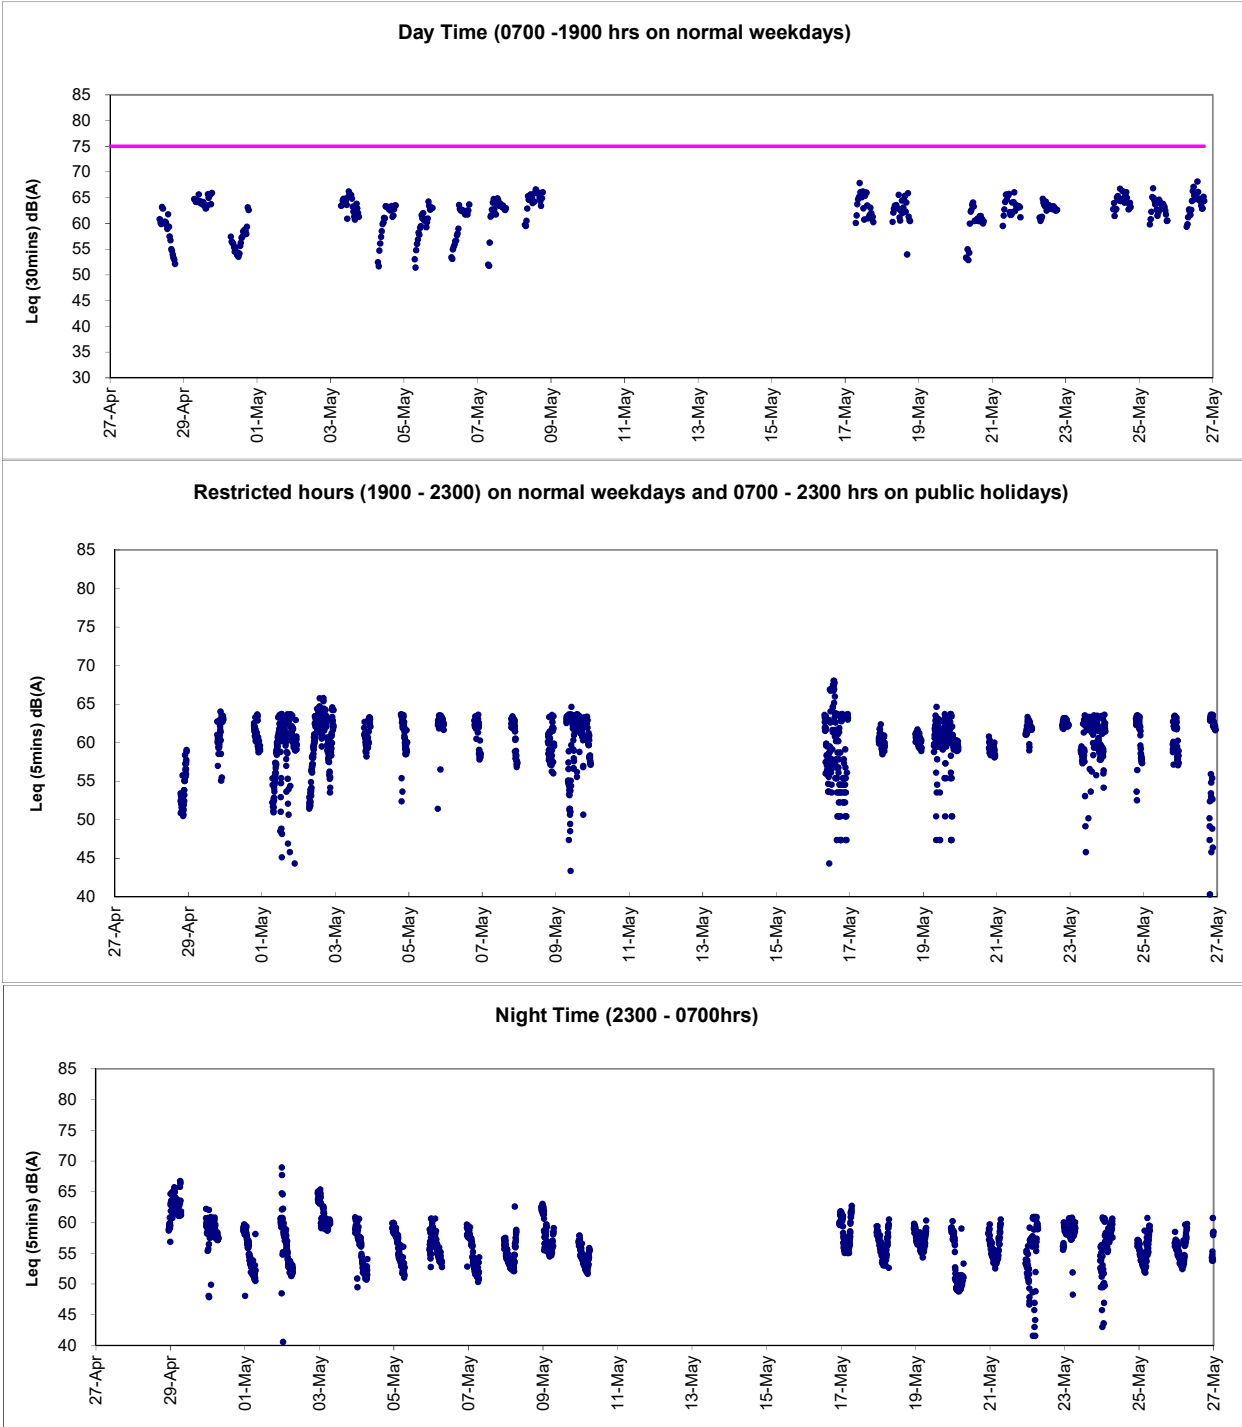 Day Time (0700 -1900 hrs on normal weekdays)
Leq (30mins) dB(A)
85
80
75
70
65
60
55
50
45
40
35
30
27-Apr
29-Apr
01-May
03-May
05-May
07-May
09-May
11-May
13-May
15-May
17-May
19-May
21-May
23-May
25-May
27-May
Restricted hours (1900 - 2300) on normal weekdays and 0700 - 2300 hrs on public holidays)
Leq (5mins) dB(A)
85
80
75
70
65
60
55
50
45
40
27-Apr
29-Apr
01-May
03-May
05-May
07-May
09-May
11-May
13-May
15-May
17-May
19-May
21-May
23-May
25-May
27-May
Night Time (2300 - 0700hrs)
Leq (5mins) dB(A)
85
80
75
70
65
60
55
50
45
40
27-Apr
29-Apr
01-May
03-May
05-May
07-May
09-May
11-May
13-May
15-May
17-May
19-May
21-May
23-May
25-May
27-May